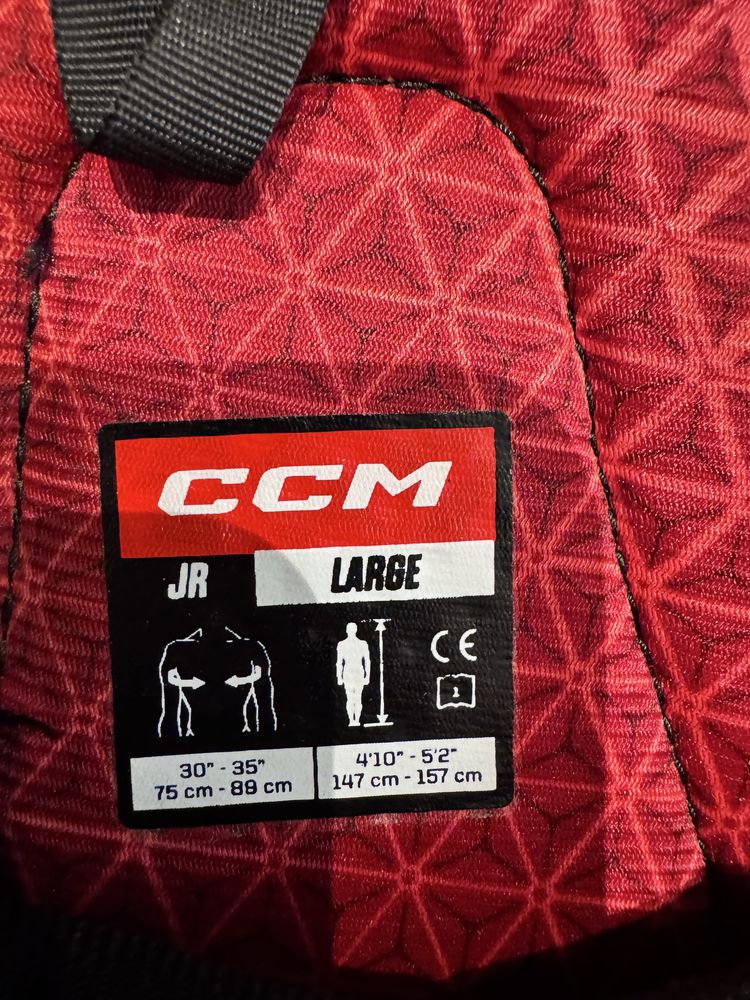 CCM
JR LARGE
CE
1
30" - 35"
75 cm - 89 cm
4'10" - 5'2"
147 cm - 157 cm